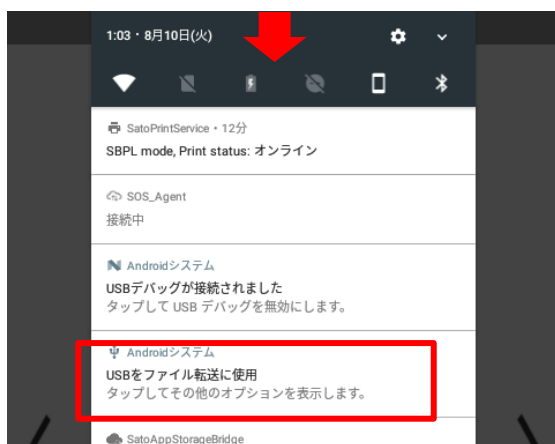 1:03・8月10日(火)
SatoPrintService • 12分
SBPL mode, Print status: オンライン
SOS_Agent
接続中
Androidシステム
USBデバッグが接続されました
タップして USB デバッグを無効にします。
Androidシステム
USBをファイル転送に使用
タップしてその他のオプションを表示します。
SatoAppStorageBridge